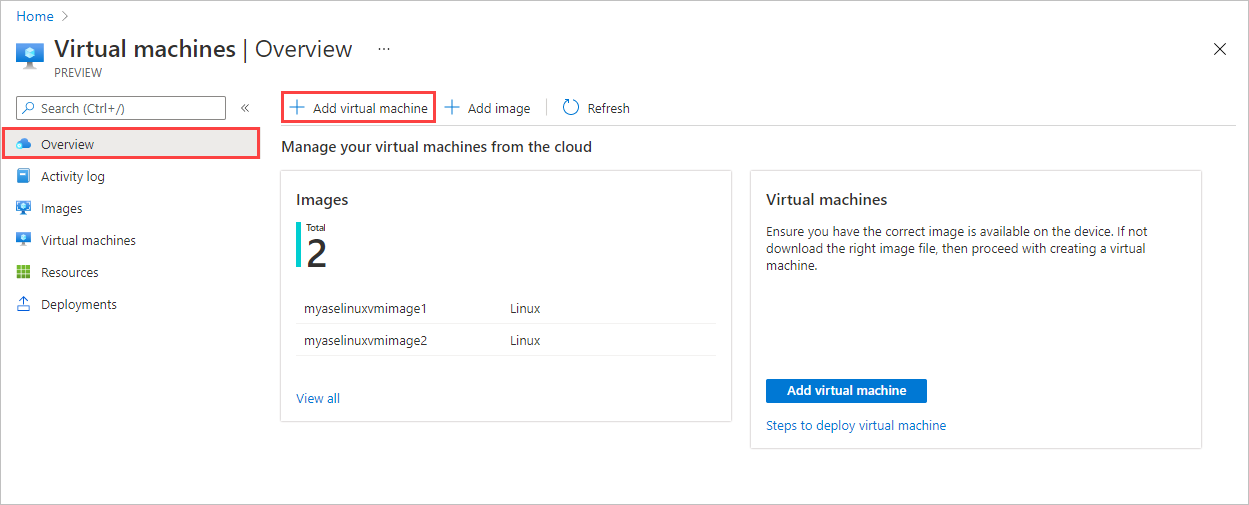 Home >
Virtual machines | Overview ...
PREVIEW
Search (Ctrl+/) «
Add virtual machine
Add image
Refresh
Overview
Activity log
Images
Virtual machines
Resources
Deployments
Manage your virtual machines from the cloud
Images
Total
2
myaselinuxvmimage1 Linux
myaselinuxvmimage2 Linux
View all
Virtual machines
Ensure you have the correct image is available on the device. If not
download the right image file, then proceed with creating a virtual
machine.
Add virtual machine
Steps to deploy virtual machine